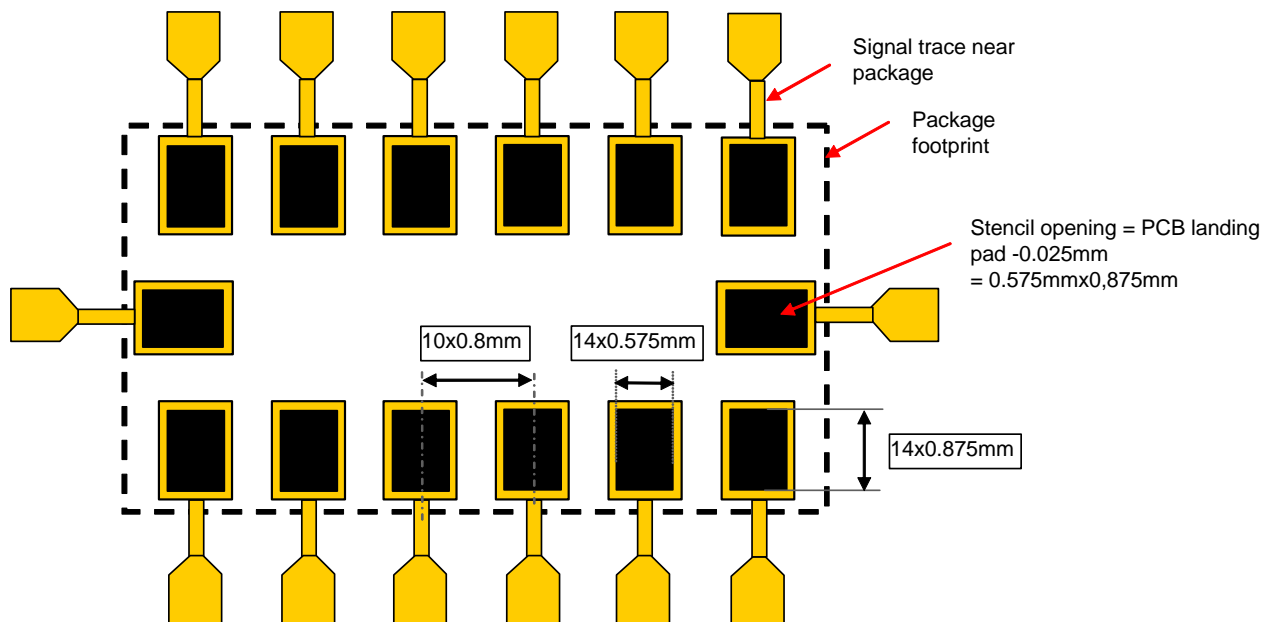 Signal trace near
package
Package
footprint
Stencil opening = PCB landing
pad -0.025mm
= 0.575mmx0,875mm
10x0.8mm
14x0.575mm
14x0.875mm